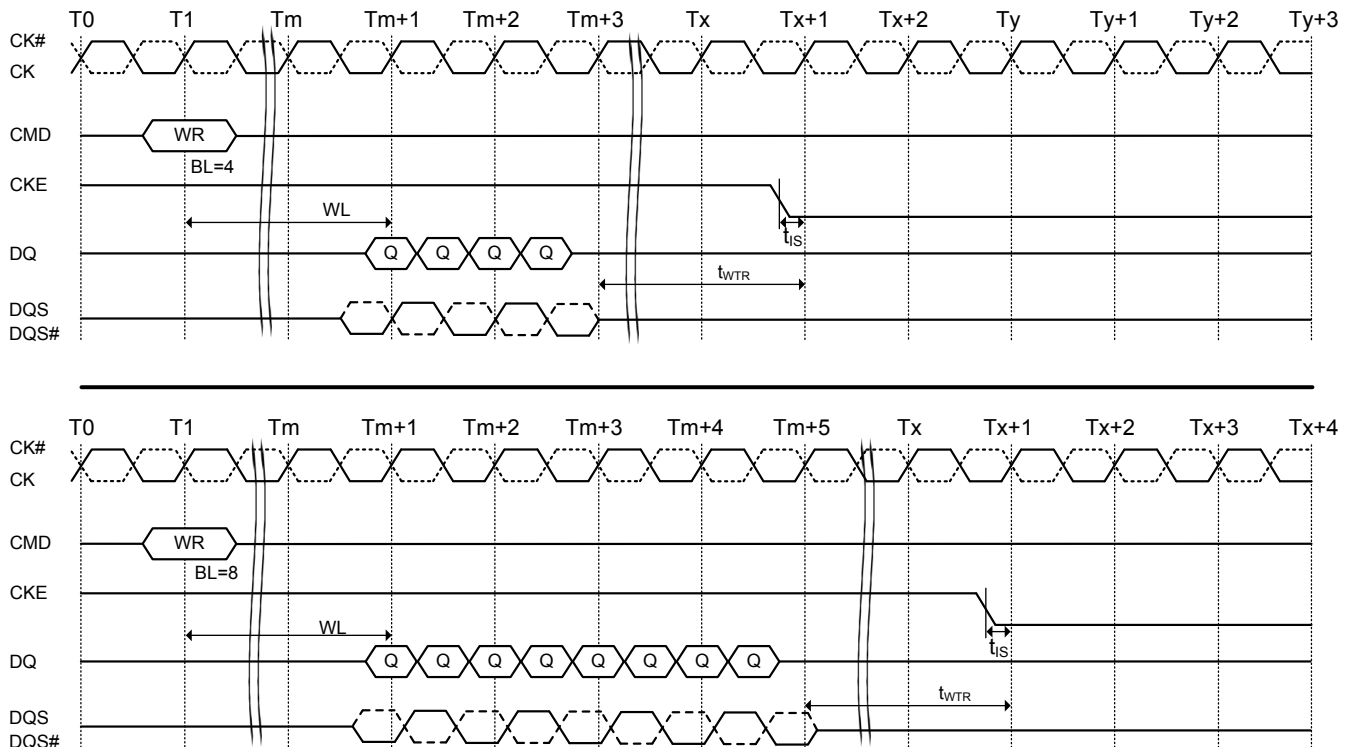 T0 T1 Tm Tm+1 Tm+2 Tm+3 Tx Tx+1 Tx+2 Ty Ty+1 Ty+2 Ty+3
CK#
CK
CMD WR
BL=4
CKE
WL
tIS
DQ Q Q Q Q
tWTR
DQS
DQS#
T0 T1 Tm Tm+1 Tm+2 Tm+3 Tm+4 Tm+5 Tx Tx+1 Tx+2 Tx+3 Tx+4
CK#
CK
CMD WR
BL=8
CKE
WL
tIS
DQ Q Q Q Q Q Q Q Q
tWTR
DQS
DQS#